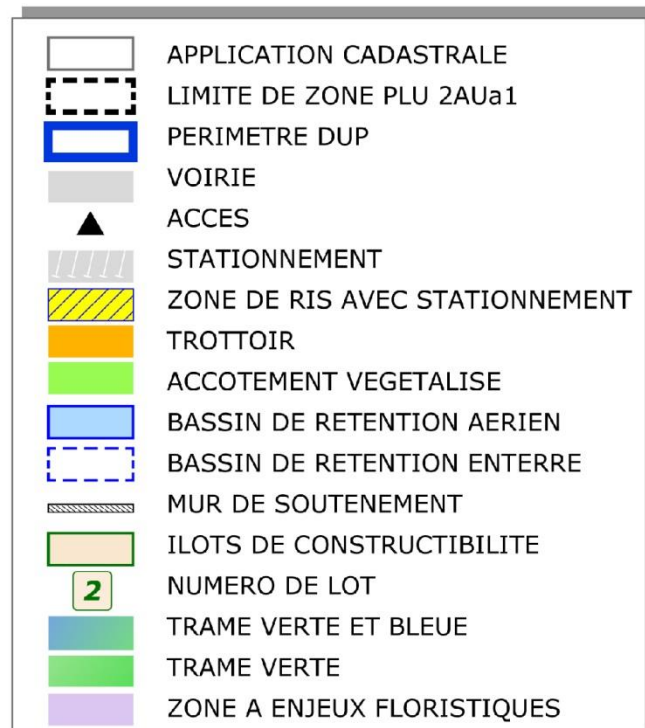 APPLICATION CADASTRALE
LIMITE DE ZONE PLU 2AUa1
PERIMETRE DUP
VOIRIE
ACCES
STATIONNEMENT
ZONE DE RIS AVEC STATIONNEMENT
TROTTOIR
ACCOTEMENT VEGETALISE
BASSIN DE RETENTION AERIEN
BASSIN DE RETENTION ENTERRE
MUR DE SOUTENEMENT
ILOTS DE CONSTRUCTIBILITE
2 NUMERO DE LOT
TRAME VERTE ET BLEUE
TRAME VERTE
ZONE A ENJEUX FLORISTIQUES